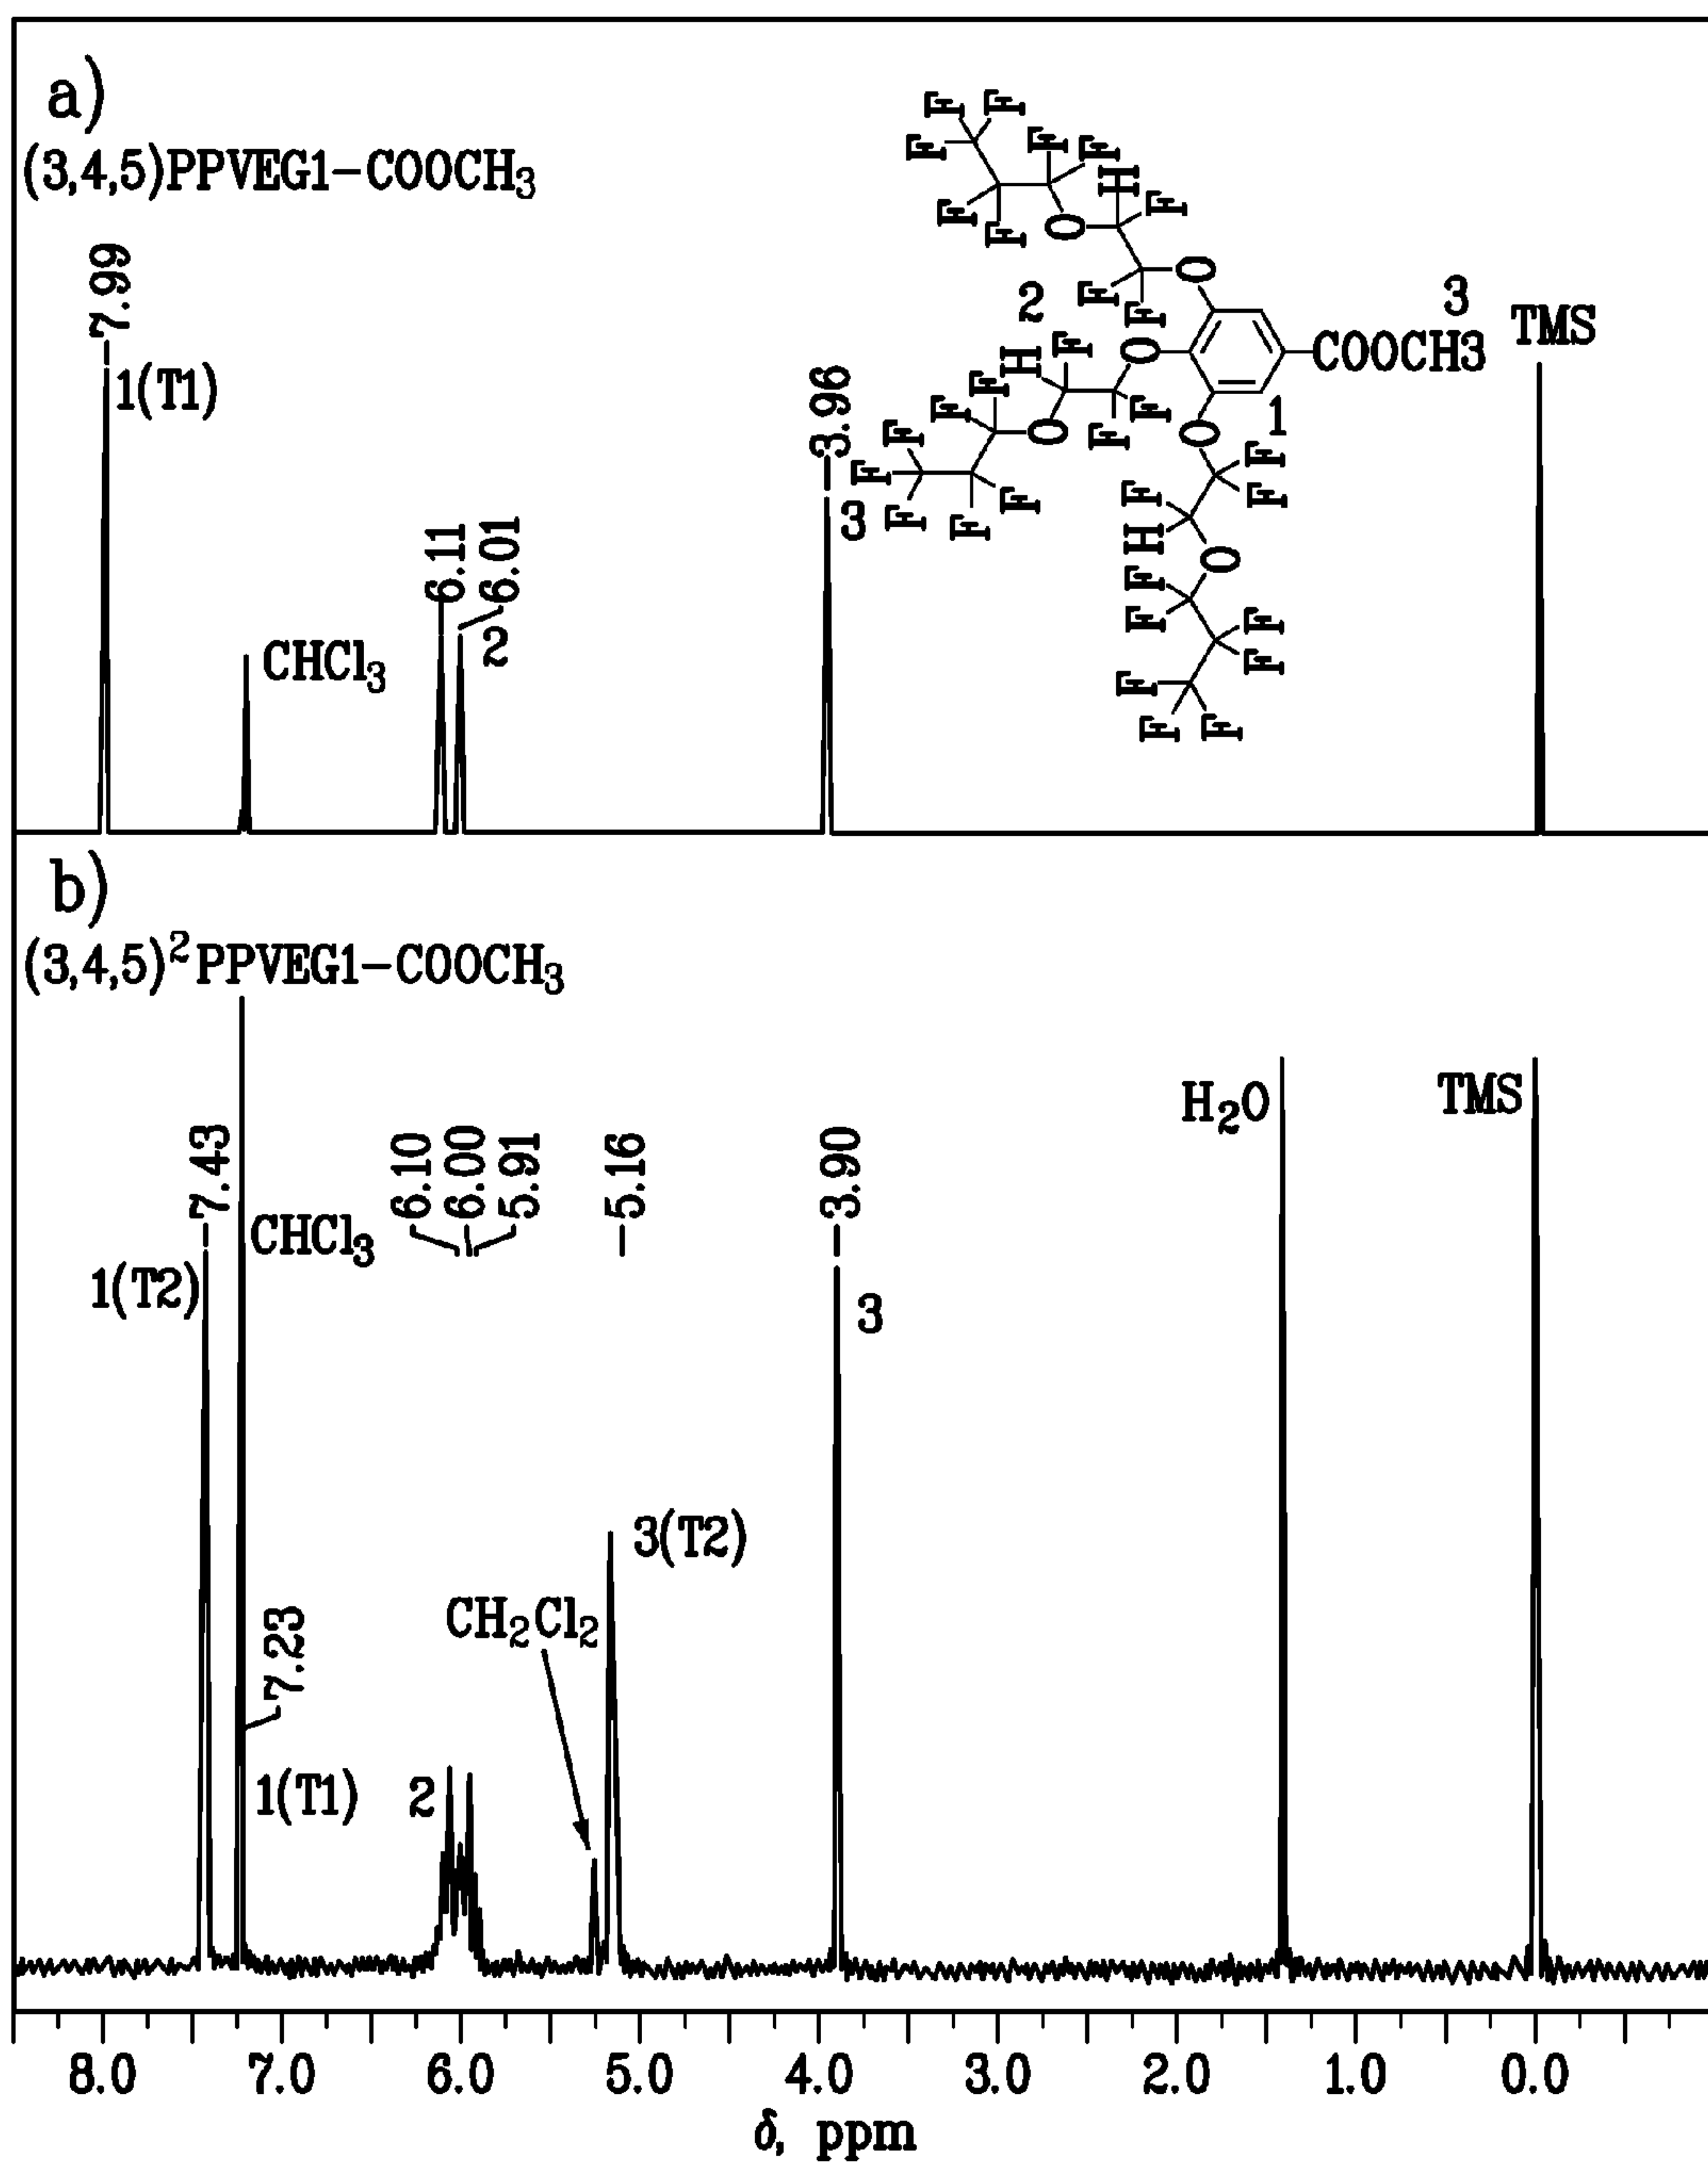 a)
(3,4,5)PPVEG1-COOCH3
7.99
1(T1)
CHCl3
6.11
6.01
2
3.96
3
F F
F F F
H
F F O F
F
O
F
F
2
3
TMS
H F O COOCH3
F
F F O F F
F
F
F F
F F
1
O
F
F
F
H
O
F
F
F
F
F
F F
b)
(3,4,5)2PPVEG1-COOCH3
7.43
1(T2)
CHCl3
6.10
6.00
5.91
5.16
3.90
3
H2O
TMS
3(T2)
CH2Cl2
7.23
1(T1)
2
8.0 7.0 6.0 5.0 4.0 3.0 2.0 1.0 0.0
δ, ppm